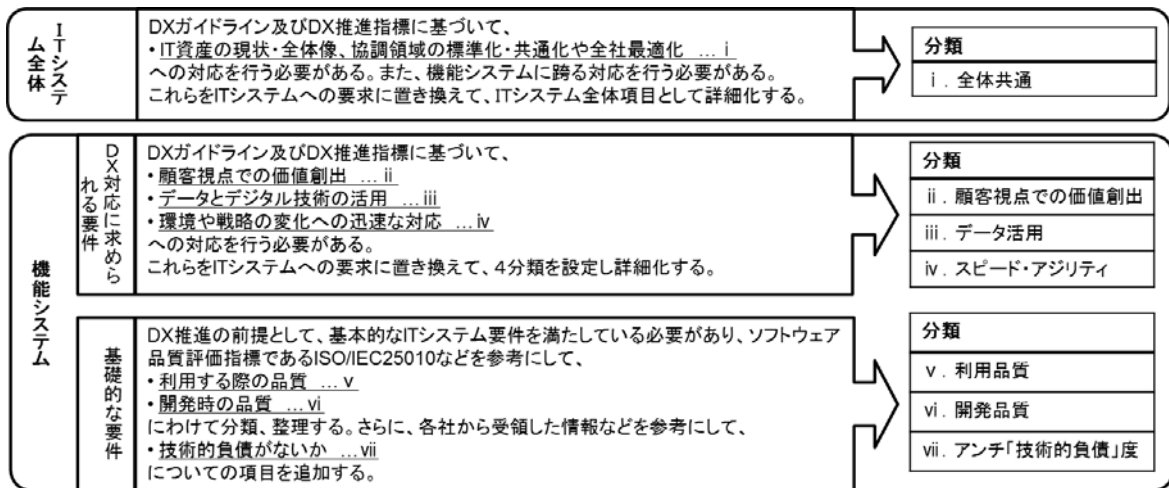 ITシステム全体
DXガイドライン及びDX推進指標に基づいて、
・IT資産の現状・全体像、協調領域の標準化・共通化や全社最適化 … i
への対応を行う必要がある。また、機能システムに跨る対応を行う必要がある。
これらをITシステムへの要求に置き換えて、ITシステム全体項目として詳細化する。
分類
ⅰ．全体共通
機能システム
DX対応に求められる要件
DXガイドライン及びDX推進指標に基づいて、
・顧客視点での価値創出 … ii
・データとデジタル技術の活用 …iii
・環境や戦略の変化への迅速な対応 …iv
への対応を行う必要がある。
これらをITシステムへの要求に置き換えて、4分類を設定し詳細化する。
分類
ⅱ．顧客視点での価値創出
ⅲ．データ活用
ⅳ．スピード・アジリティ
基礎的な要件
DX推進の前提として、基本的なITシステム要件を満たしている必要があり、ソフトウェア
品質評価指標であるISO/IEC25010などを参考にして、
・利用する際の品質 … v
・開発時の品質 …vi
にわけて分類、整理する。さらに、各社から受領した情報などを参考にして、
・技術的負債がないか …vii
についての項目を追加する。
分類
ⅴ．利用品質
ⅵ．開発品質
ⅶ．アンチ「技術的負債」度